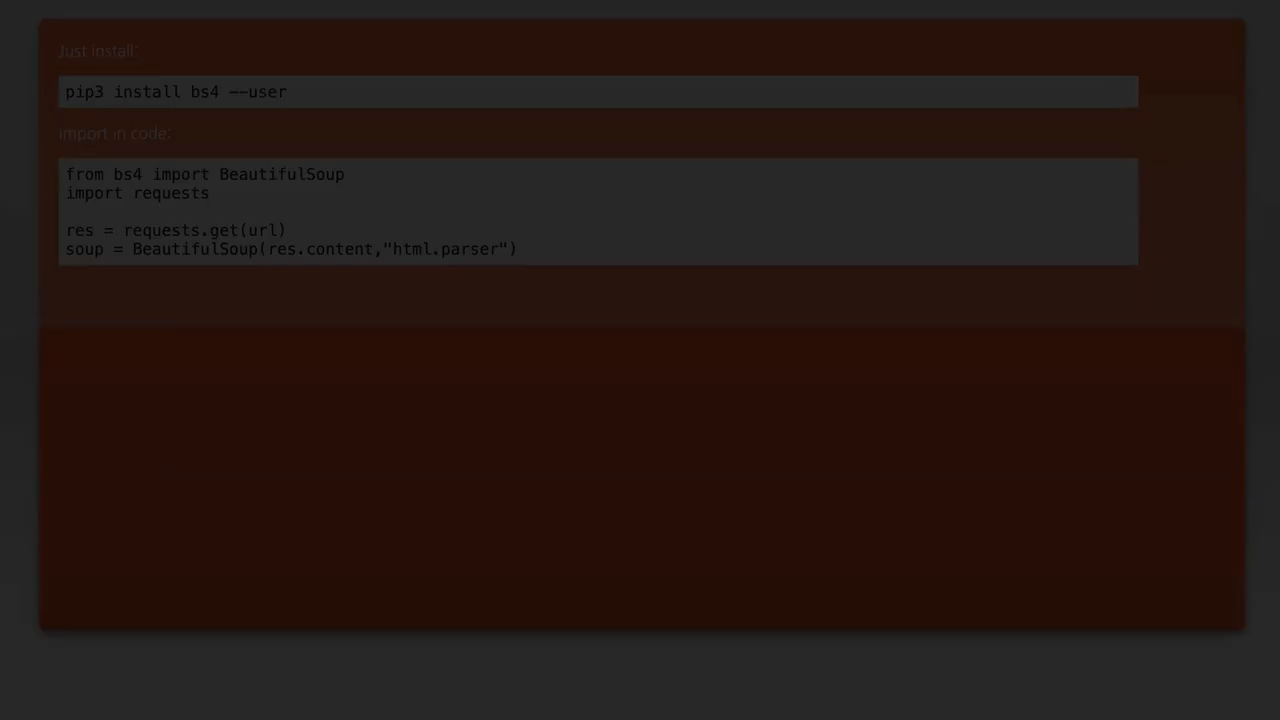 Just install:
pip3 install bs4 --user
Import in code:
from bs4 import BeautifulSoup
import requests
res = requests.get(url)
soup = BeautifulSoup(res.content,"html.parser")